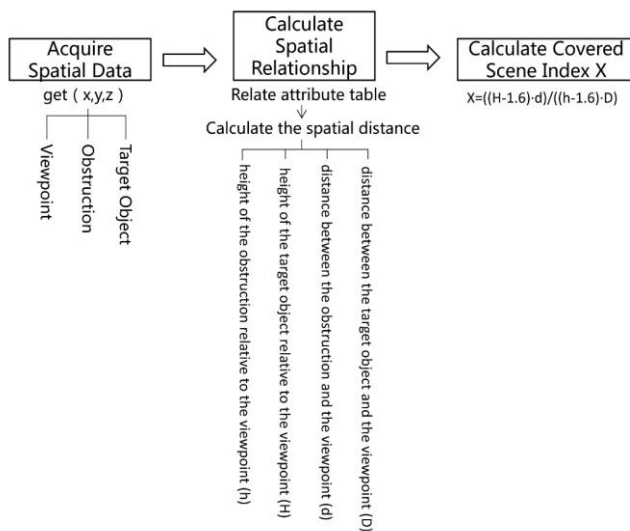 Acquire
Spatial Data
get ( x,y,z )
Viewpoint
Obstruction
Target Object
Calculate
Spatial
Relationship
Relate attribute table
Calculate the spatial distance
height of the obstruction relative to the viewpoint (h)
height of the target object relative to the viewpoint (H)
distance between the obstruction and the viewpoint (d)
distance between the target object and the viewpoint (D)
Calculate Covered
Scene Index X
X=((H-1.6)·d)/((h-1.6)·D)